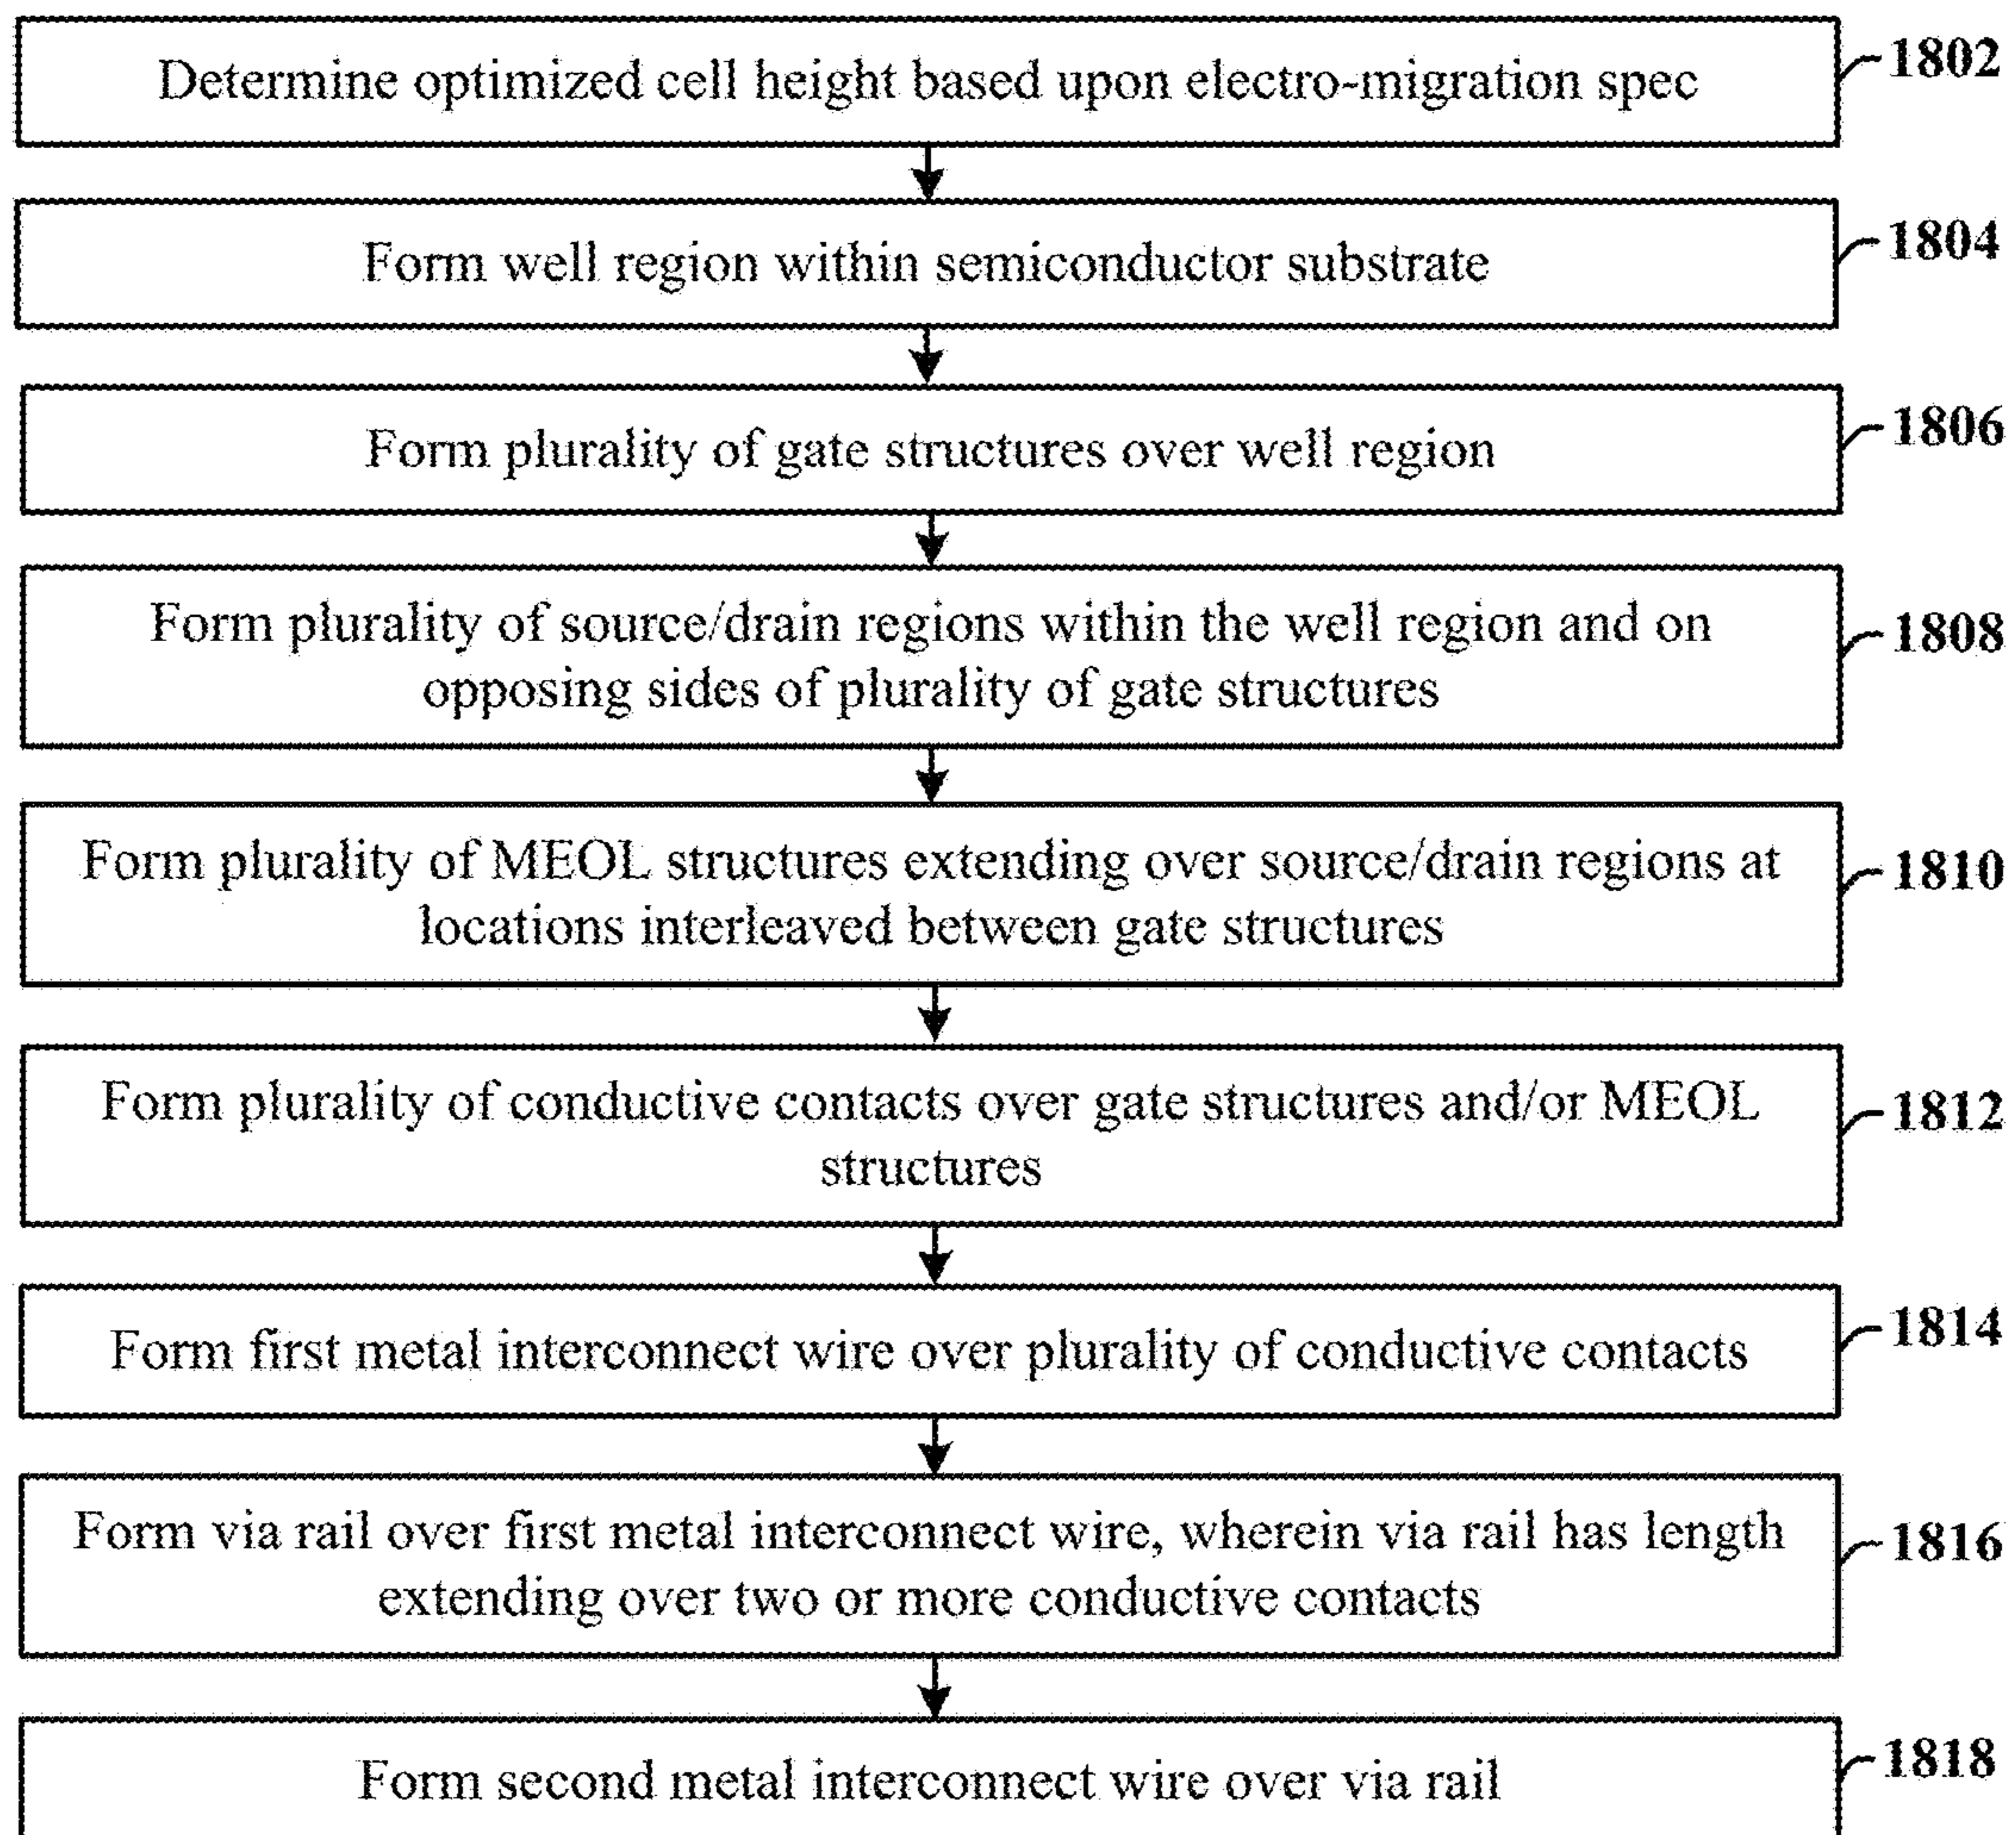 Determine optimized cell height based upon electro-migration spec
1802
Form well region within semiconductor substrate
1804
Form plurality of gate structures over well region
1806
Form plurality of source/drain regions within the well region and on
opposing sides of plurality of gate structures
1808
Form plurality of MEOL structures extending over source/drain regions at
locations interleaved between gate structures
1810
Form plurality of conductive contacts over gate structures and/or MEOL
structures
1812
Form first metal interconnect wire over plurality of conductive contacts
1814
Form via rail over first metal interconnect wire, wherein via rail has length
extending over two or more conductive contacts
1816
Form second metal interconnect wire over via rail
1818